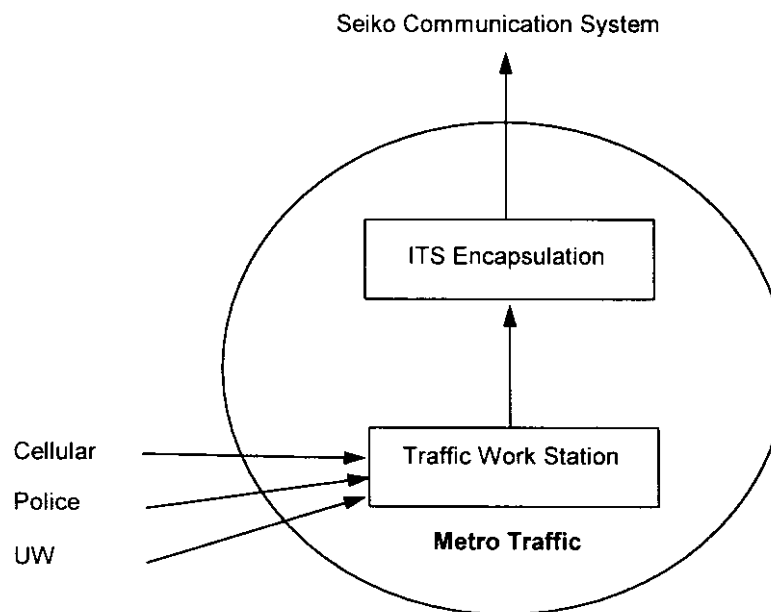 Seiko Communication System
ITS Encapsulation
Traffic Work Station
Cellular
Police
UW
Metro Traffic